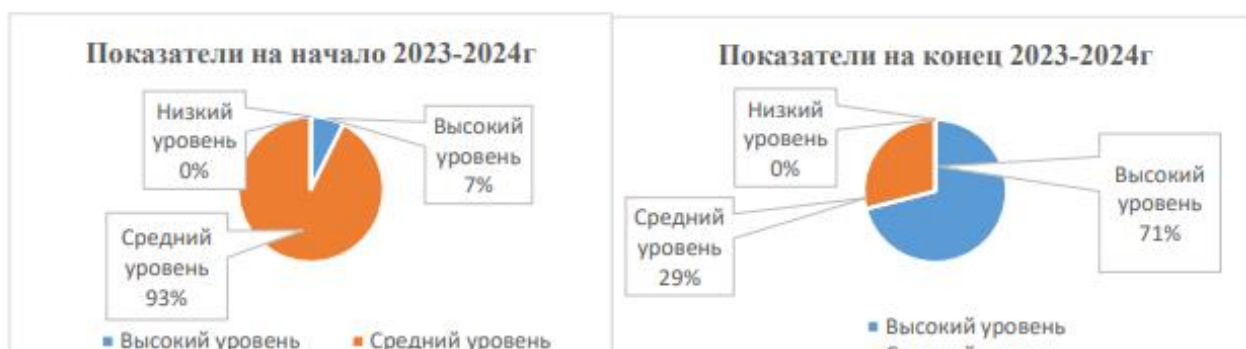 Показатели на начало 2023-2024г
Низкий
уровень
0%
Высокий
уровень
7%
Средний
уровень
93%
Высокий уровень
Средний уровень
Показатели на конец 2023-2024г
Низкий
уровень
0%
Высокий
уровень
71%
Средний
уровень
29%
Высокий уровень